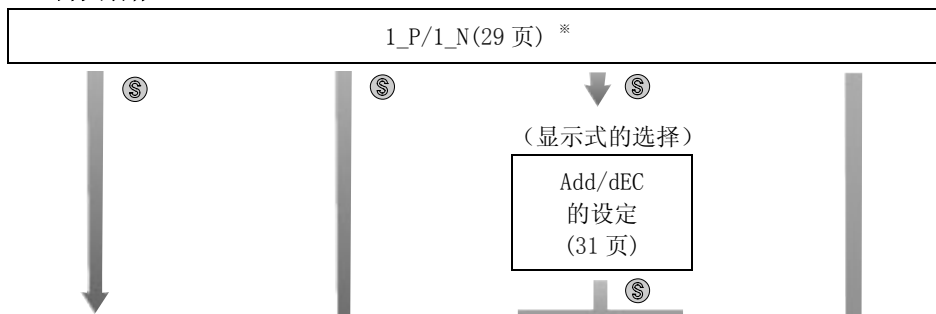 1_P/1_N(29 页) ※
Ⓢ Ⓢ Ⓢ
(显示式的选择)
Add/dEC
的设定
(31 页)
Ⓢ